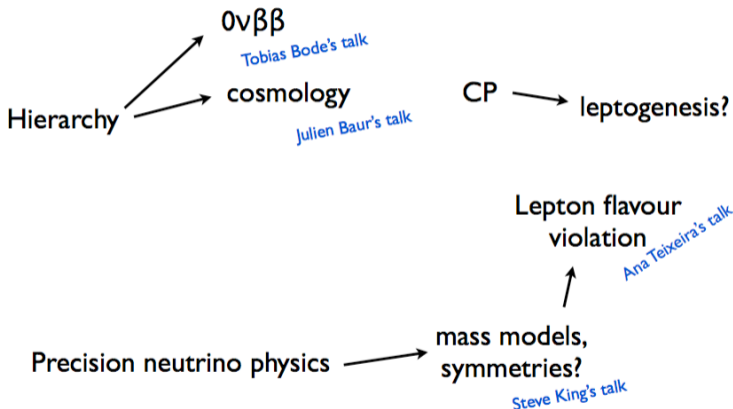 0νββ
Tobias Bode's talk
Hierarchy
cosmology
Julien Baur's talk
CP
leptogenesis?
Lepton flavour
violation
Ana Teixeira's talk
Precision neutrino physics
mass models,
symmetries?
Steve King's talk